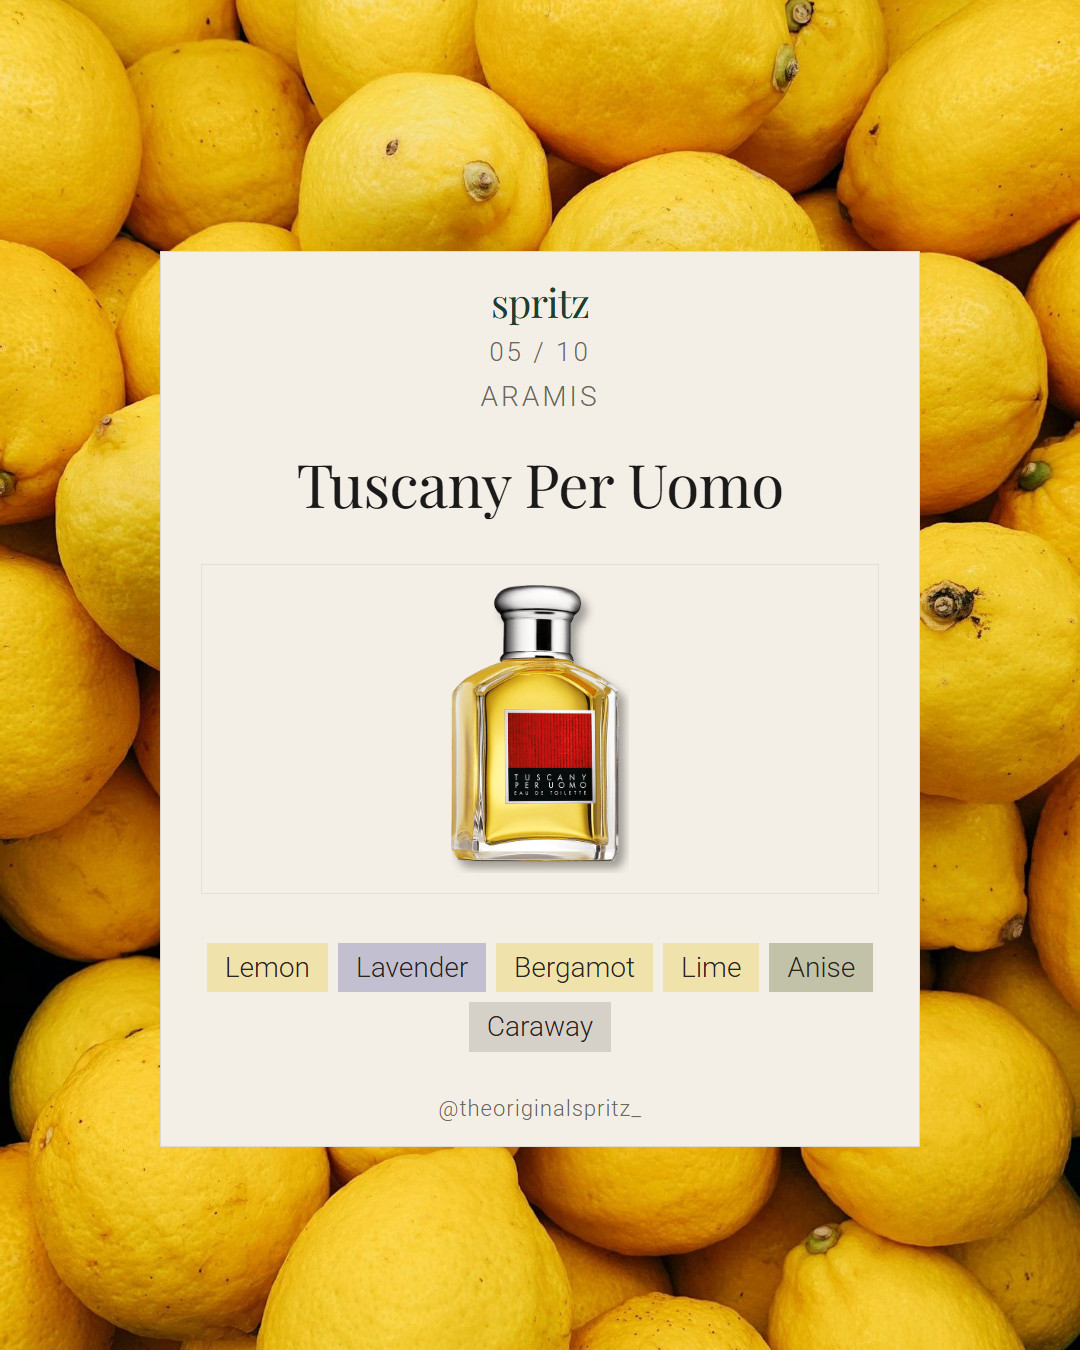 spritz
05 / 10
ARAMIS
Tuscany Per Uomo
TUSCANY
PER UOMO
EAU DE TOILETTE
Lemon Lavender Bergamot Lime Anise
Caraway
@theoriginalspritz_